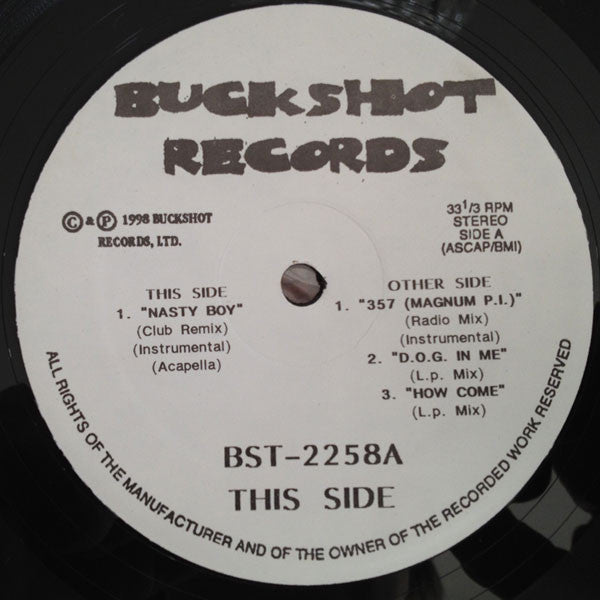 BUCKSHOT
RECORDS
© & ℗ 1998 BUCKSHOT
RECORDS, LTD.
33 1/3 RPM
STEREO
SIDE A
(ASCAP/BMI)
THIS SIDE
1. "NASTY BOY"
(Club Remix)
(Instrumental)
(Acapella)
OTHER SIDE
1. "357 (MAGNUM P.I.)"
(Radio Mix)
(Instrumental)
2. "D.O.G. IN ME"
(L.p. Mix)
3. "HOW COME"
(L.p. Mix)
BST-2258A
THIS SIDE
ALL RIGHTS OF THE MANUFACTURER AND OF THE OWNER OF THE RECORDED WORK RESERVED